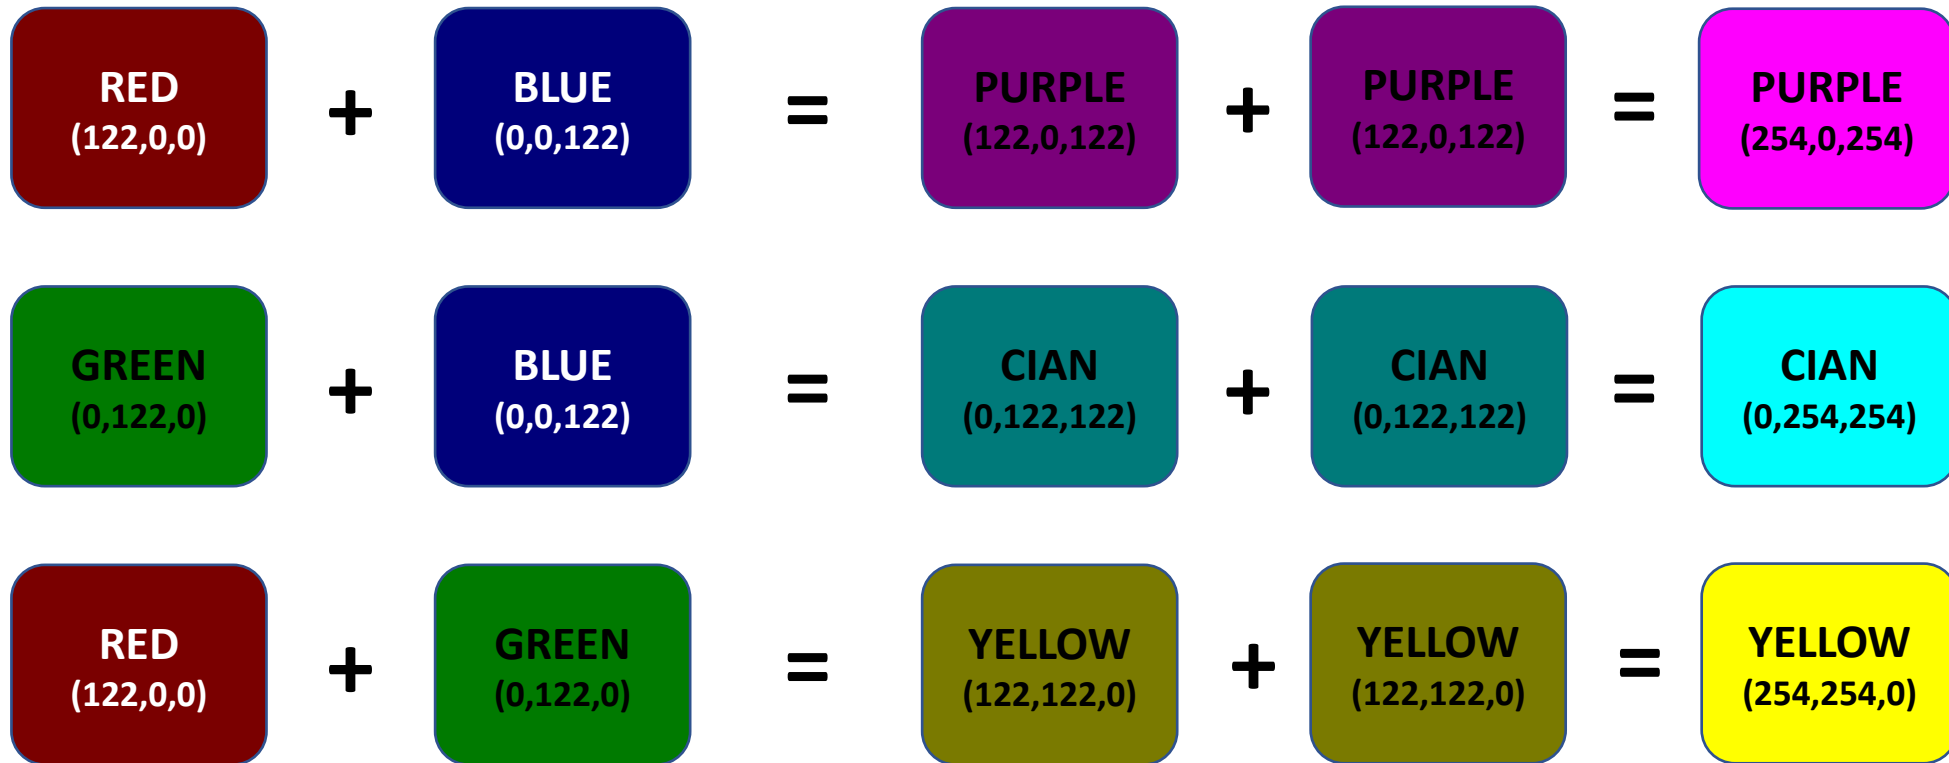 RED + BLUE = PURPLE + PURPLE = PURPLE
(122,0,0) (0,0,122) (122,0,122) (122,0,122) (254,0,254)
GREEN + BLUE = CIAN + CIAN = CIAN
(0,122,0) (0,0,122) (0,122,122) (0,122,122) (0,254,254)
RED + GREEN = YELLOW + YELLOW = YELLOW
(122,0,0) (0,122,0) (122,122,0) (122,122,0) (254,254,0)